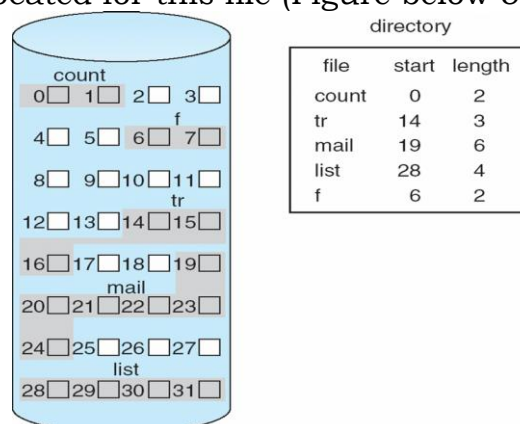 ocated for this file (Figure below
count
0 1 2 3
f
4 5 6 7
8 9 10 11
tr
12 13 14 15
16 17 18 19
mail
20 21 22 23
24 25 26 27
list
28 29 30 31
directory
file start length
count 0 2
tr 14 3
mail 19 6
list 28 4
f 6 2